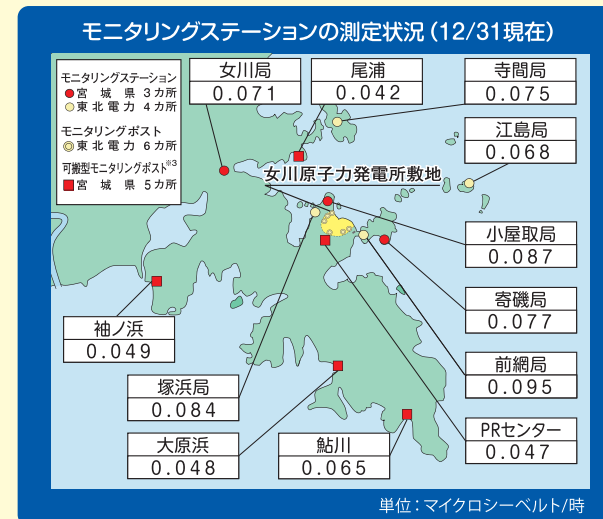 モニタリングステーションの測定状況（12/31現在）
モニタリングステーション
宮城県 3カ所
東北電力 4カ所
モニタリングポスト
東北電力 6カ所
可搬型モニタリングポスト※3
宮城県 5カ所
女川局
0.071
尾浦
0.042
寺間局
0.075
江島局
0.068
女川原子力発電所敷地
小屋取局
0.087
寄磯局
0.077
袖ノ浜
0.049
前網局
0.095
塚浜局
0.084
PRセンター
0.047
大原浜
0.048
鮎川
0.065
単位：マイクロシーベルト/時